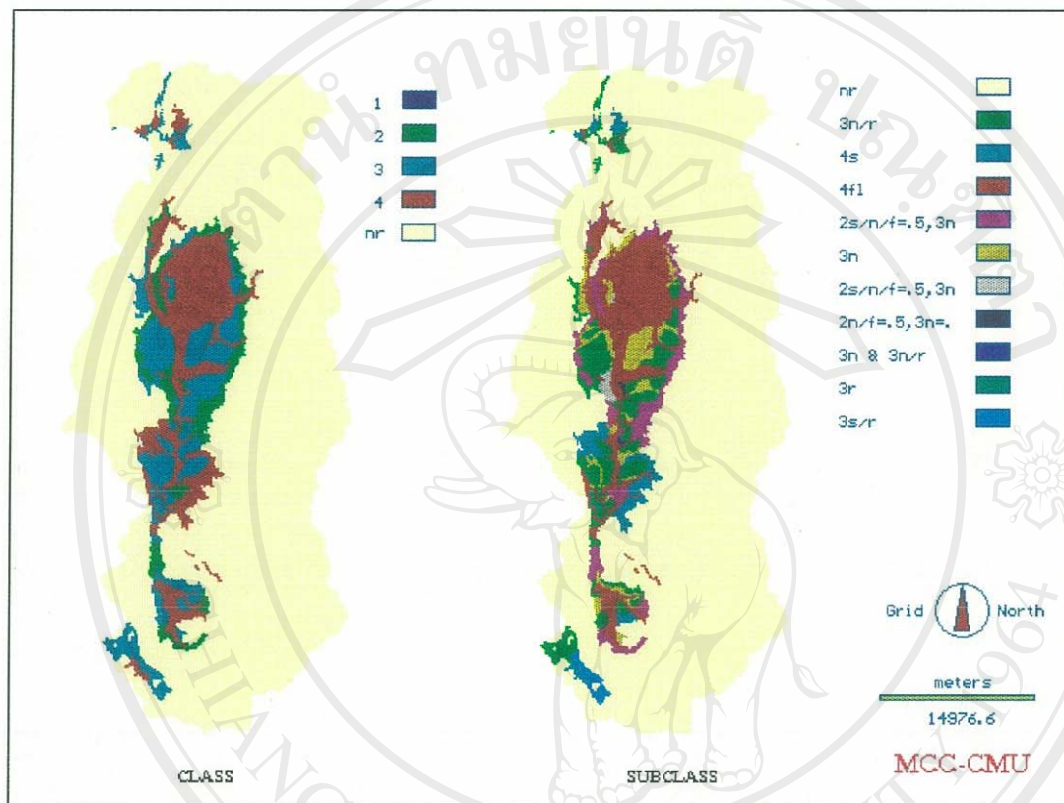 1
2
3
4
nr
CLASS
nr
3n/r
4s
4fl
2s/n/f=.5,3n
3n
2s/n/f=.5,3n
2n/f=.5,3n=.
3n & 3n/r
3r
3s/r
SUBCLASS
Grid North
meters
14976.6
MCC-CMU